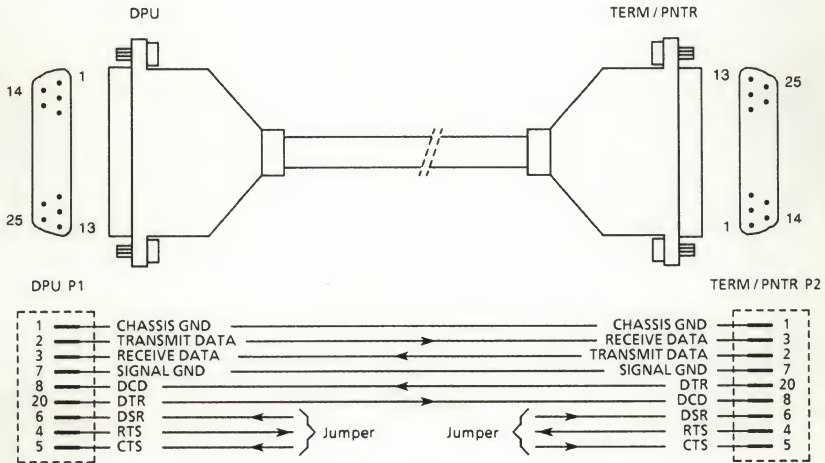 DPU TERM / PNTR
1 13
14 25
25 14
13 1
DPU P1 TERM / PNTR P2
1 CHASSIS GND CHASSIS GND 1
2 TRANSMIT DATA RECEIVE DATA 3
3 RECEIVE DATA TRANSMIT DATA 2
7 SIGNAL GND SIGNAL GND 7
8 DCD DTR 20
20 DTR DCD 8
6 DSR DSR 6
4 RTS Jumper Jumper RTS 4
5 CTS CTS 5